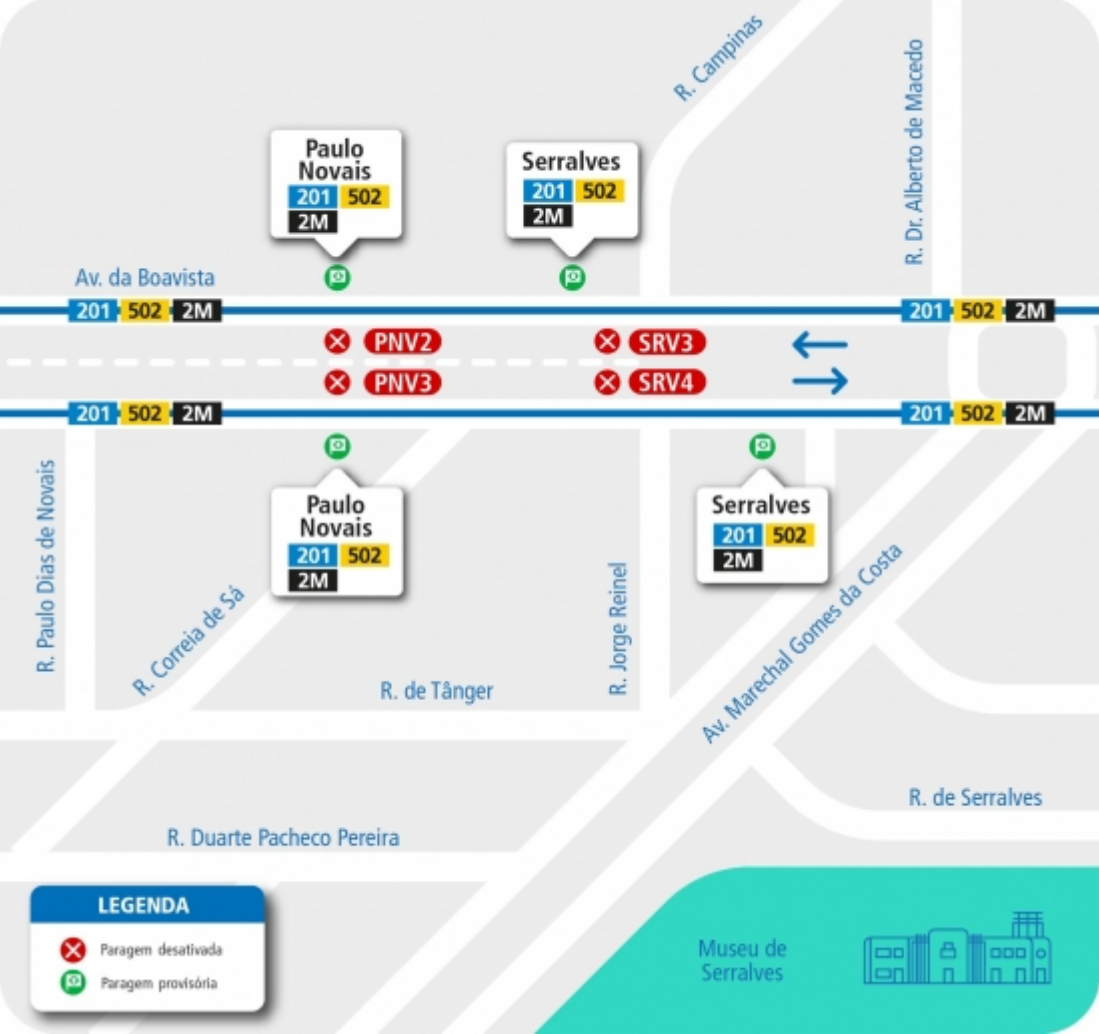 R. Campinas
R. Dr. Alberto de Macedo
Paulo
Novais
201 502
2M
Serralves
201 502
2M
Av. da Boavista
201 502 2M
201 502 2M
PNV2
SRV3
PNV3
SRV4
201 502 2M
201 502 2M
Paulo
Novais
201 502
2M
Serralves
201 502
2M
R. Paulo Dias de Novais
R. Correia de Sá
R. de Tânger
R. Jorge Reinel
Av. Marechal Gomes da Costa
R. de Serralves
R. Duarte Pacheco Pereira
LEGENDA
Paragem desativada
Paragem provisória
Museu de
Serralves